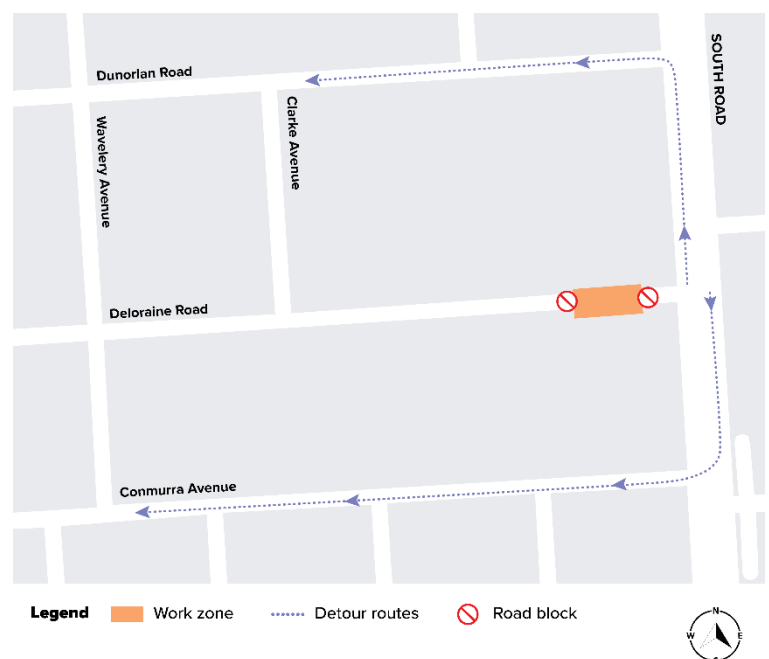 Dunorlan Road
SOUTH ROAD
Clarke Avenue
Wavelery Avenue
Deloraine Road
Conmurra Avenue
Legend
Work zone
Detour routes
Road block
N
W
E
S